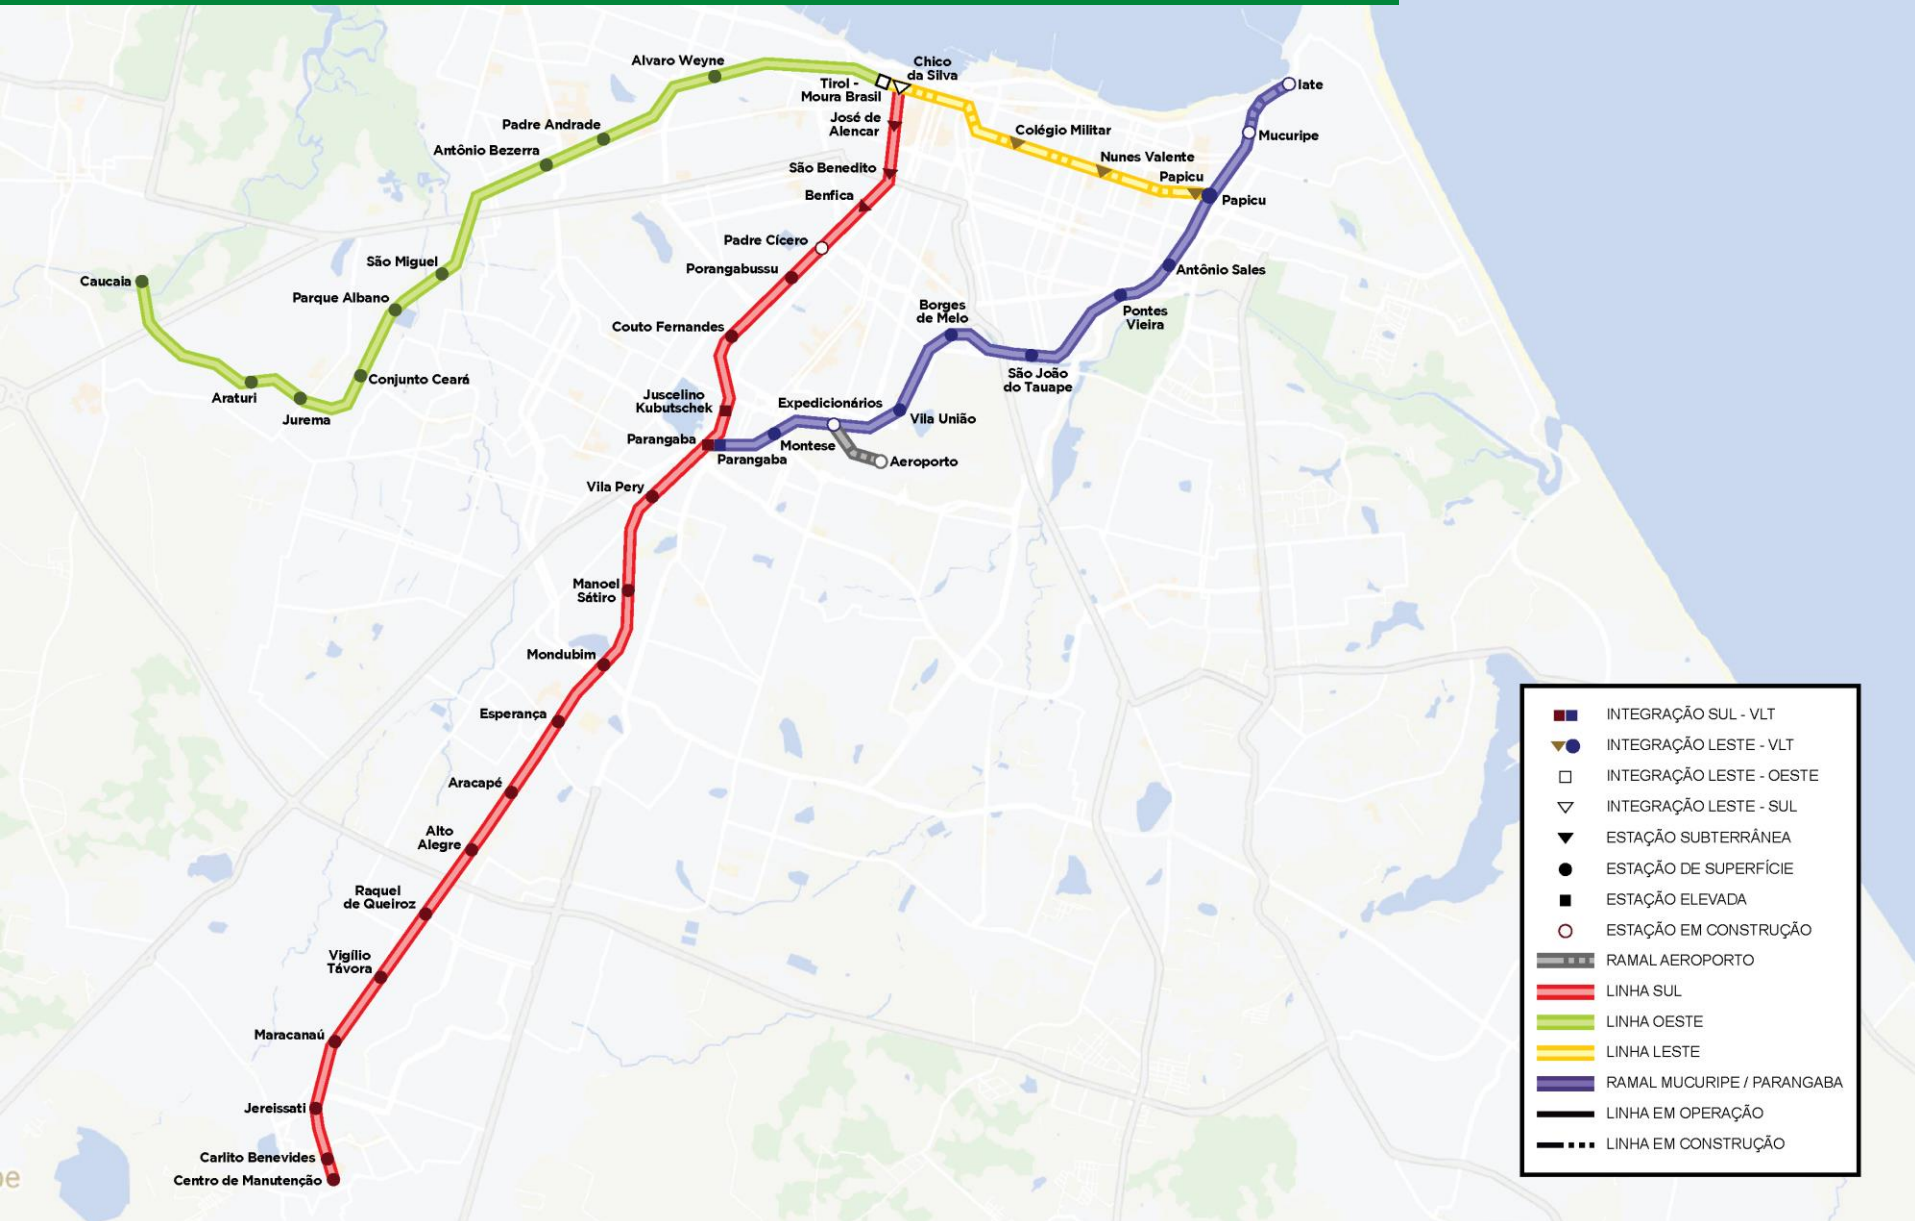 Alvaro Weyne
Chico
da Silva
Tirol -
Moura Brasil
José de
Alencar
Padre Andrade
Antônio Bezerra
São Benedito
Benfica
Padre Cícero
Porangabussu
Couto Fernandes
Juscelino
Kubutschek
Parangaba
Parangaba
Montese
Expedicionários
Aeroporto
Vila União
Borges
de Melo
São João
do Tauape
Pontes
Vieira
Antônio Sales
Papicu
Papicu
Nunes Valente
Colégio Militar
Mucuripe
Iate
São Miguel
Parque Albano
Caucaia
Araturi
Jurema
Conjunto Ceará
Vila Pery
Manoel
Sátiro
Mondubim
Esperança
Aracapé
Alto
Alegre
Raquel
de Queiroz
Vigílio
Távora
Maracanaú
Jereissati
Carlito Benevides
Centro de Manutenção
INTEGRAÇÃO SUL - VLT
INTEGRAÇÃO LESTE - VLT
INTEGRAÇÃO LESTE - OESTE
INTEGRAÇÃO LESTE - SUL
ESTAÇÃO SUBTERRÂNEA
ESTAÇÃO DE SUPERFÍCIE
ESTAÇÃO ELEVADA
ESTAÇÃO EM CONSTRUÇÃO
RAMAL AEROPORTO
LINHA SUL
LINHA OESTE
LINHA LESTE
RAMAL MUCURIPE / PARANGABA
LINHA EM OPERAÇÃO
LINHA EM CONSTRUÇÃO